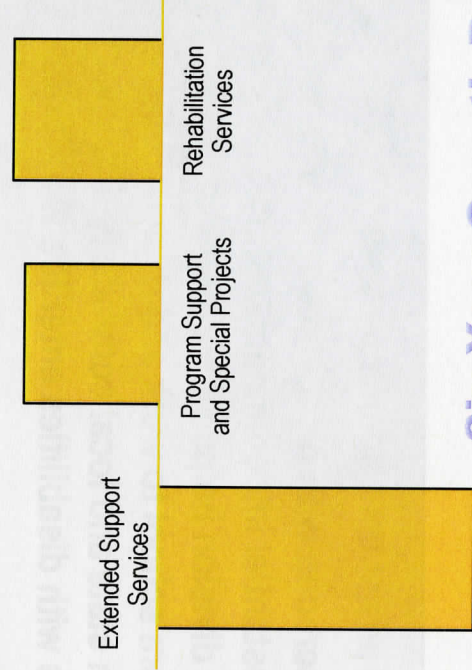 Extended Support
Services
Program Support
and Special Projects
Rehabilitation
Services